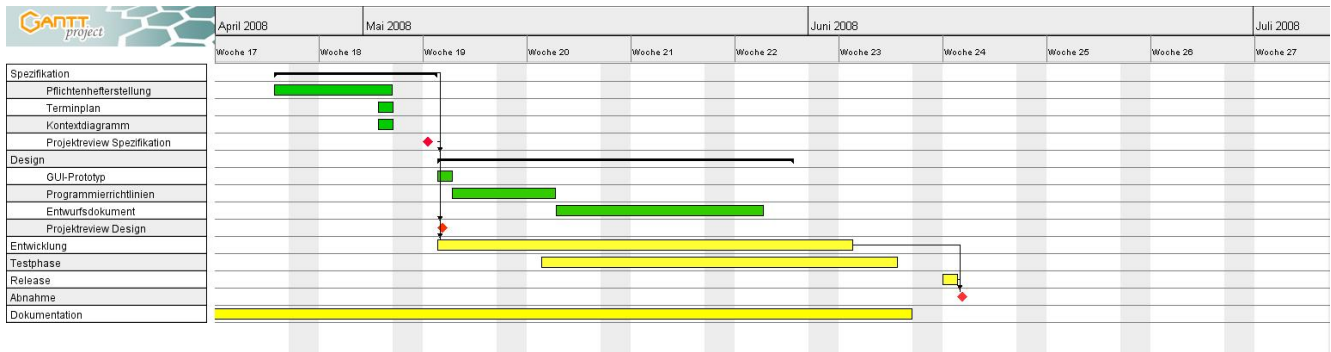 GANTT
project
April 2008
Mai 2008
Juni 2008
Juli 2008
Woche 17
Woche 18
Woche 19
Woche 20
Woche 21
Woche 22
Woche 23
Woche 24
Woche 25
Woche 26
Woche 27
Spezifikation
Pflichtenhefterstellung
Terminplan
Kontextdiagramm
Projektreview Spezifikation
Design
GUI-Prototyp
Programmierrichtlinien
Entwurfsdokument
Projektreview Design
Entwicklung
Testphase
Release
Abnahme
Dokumentation